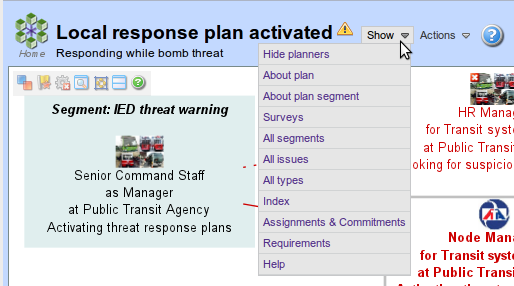 Local response plan activated
Show
Actions
?
Home
Responding while bomb threat
Hide planners
About plan
About plan segment
Surveys
All segments
All issues
All types
Index
Assignments & Commitments
Requirements
Help
Segment: IED threat warning
Senior Command Staff
as Manager
at Public Transit Agency
Activating threat response plans
HR Mana
for Transit syst
at Public Transi
oking for suspicio
Node Man
for Transit syste
at Public Trans